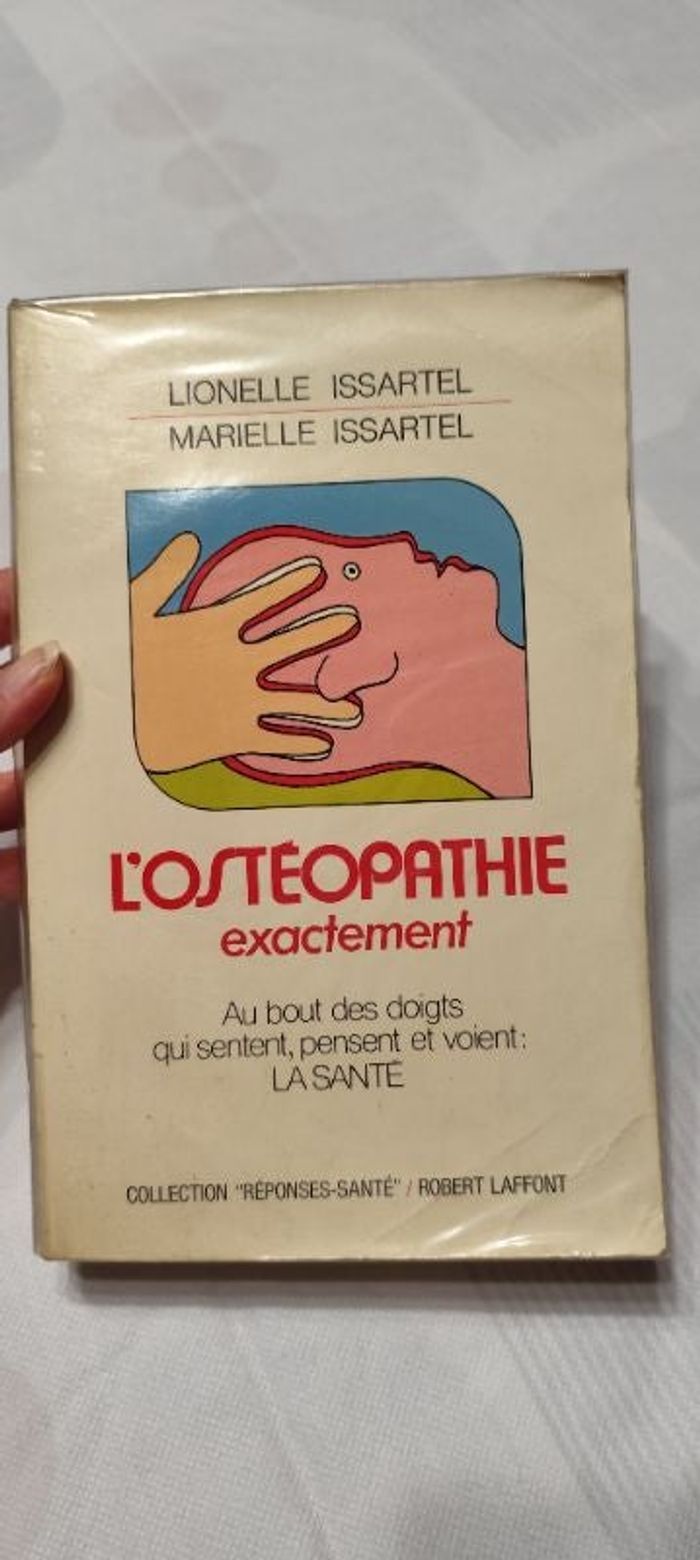 LIONELLE ISSARTEL
MARIELLE ISSARTEL
L'OSTÉOPATHIE
exactement
Au bout des doigts
qui sentent, pensent et voient:
LA SANTÉ
COLLECTION "RÉPONSES-SANTÉ" / ROBERT LAFFONT